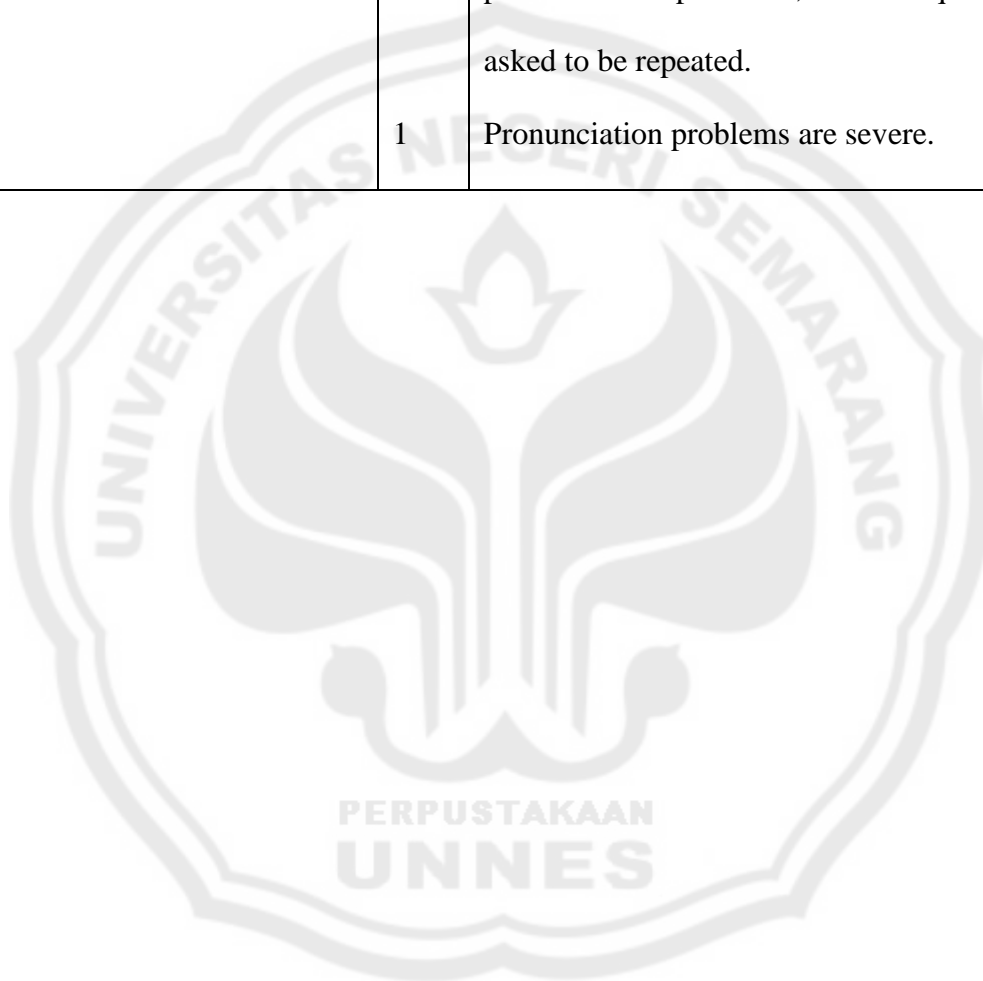 asked to be repeated.
1 Pronunciation problems are severe.
UNIVERSITAS NEGERI SEMARANG
PERPUSTAKAAN
UNNES